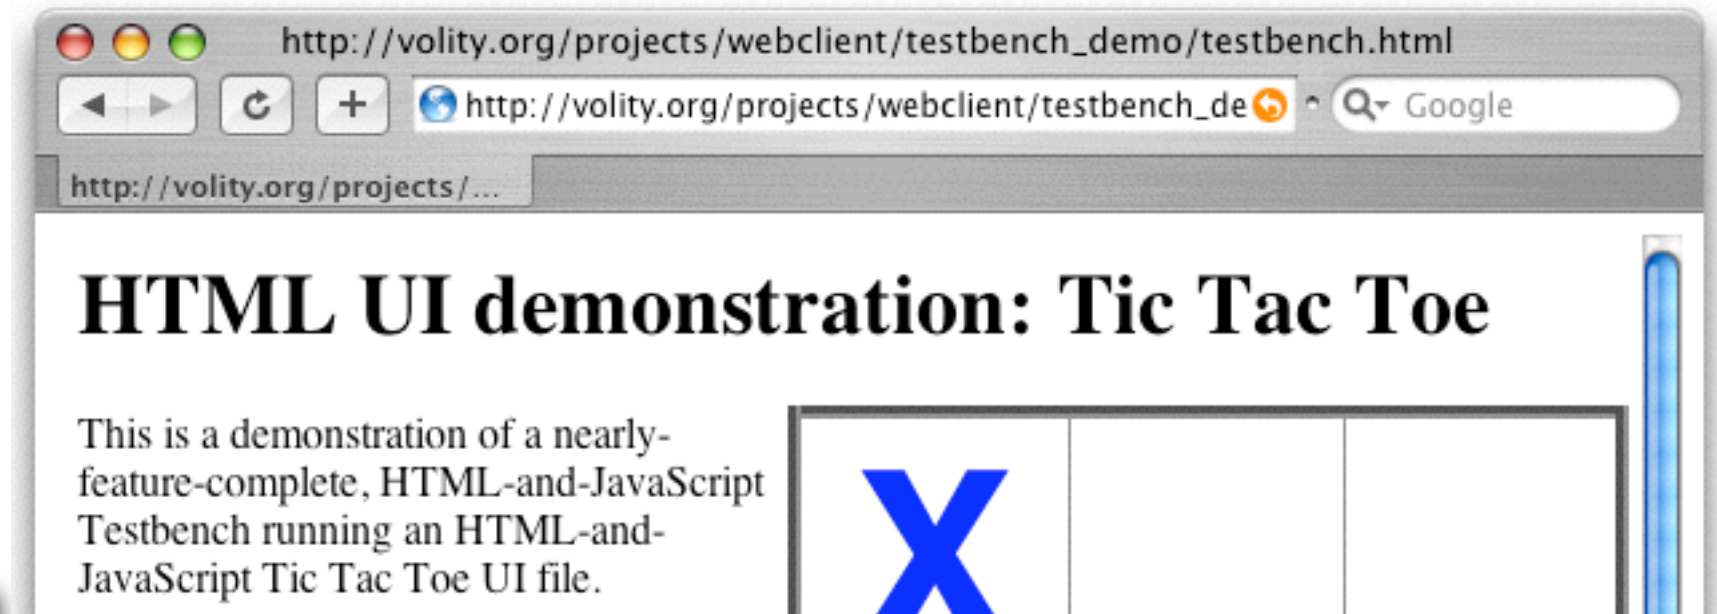 http://volity.org/projects/webclient/testbench_demo/testbench.html
http://volity.org/projects/webclient/testbench_de
Google
http://volity.org/projects/...
HTML UI demonstration: Tic Tac Toe
This is a demonstration of a nearly-
feature-complete, HTML-and-JavaScript
Testbench running an HTML-and-
JavaScript Tic Tac Toe UI file.
X